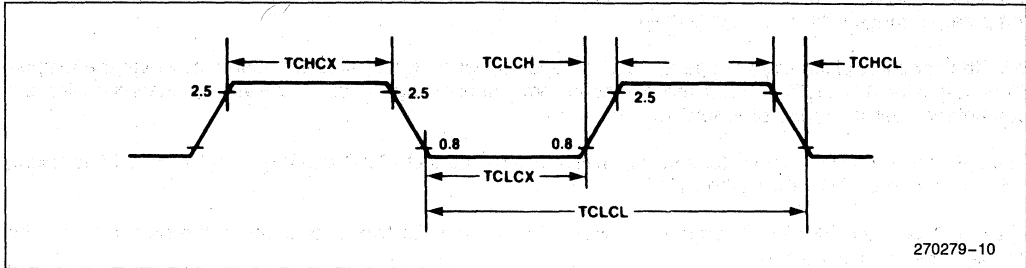 TCHCX TCLCH TCHCL
2.5 2.5 2.5
0.8 0.8
TCLCX
TCLCL
270279–10